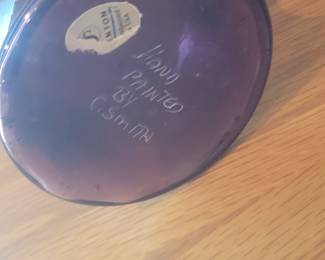 HAND
PAINTED
BY
C. SMITH